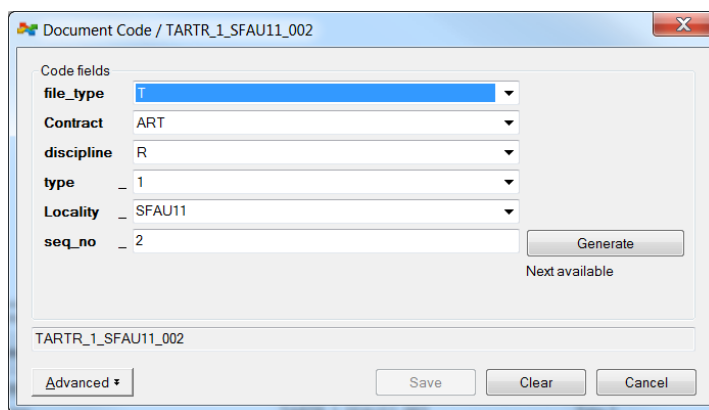 Document Code / TARTR_1_SFAU11_002
Code fields
file_type T
Contract ART
discipline R
type _ 1
Locality _ SFAU11
seq_no _ 2 Generate
Next available
TARTR_1_SFAU11_002
Advanced Save Clear Cancel